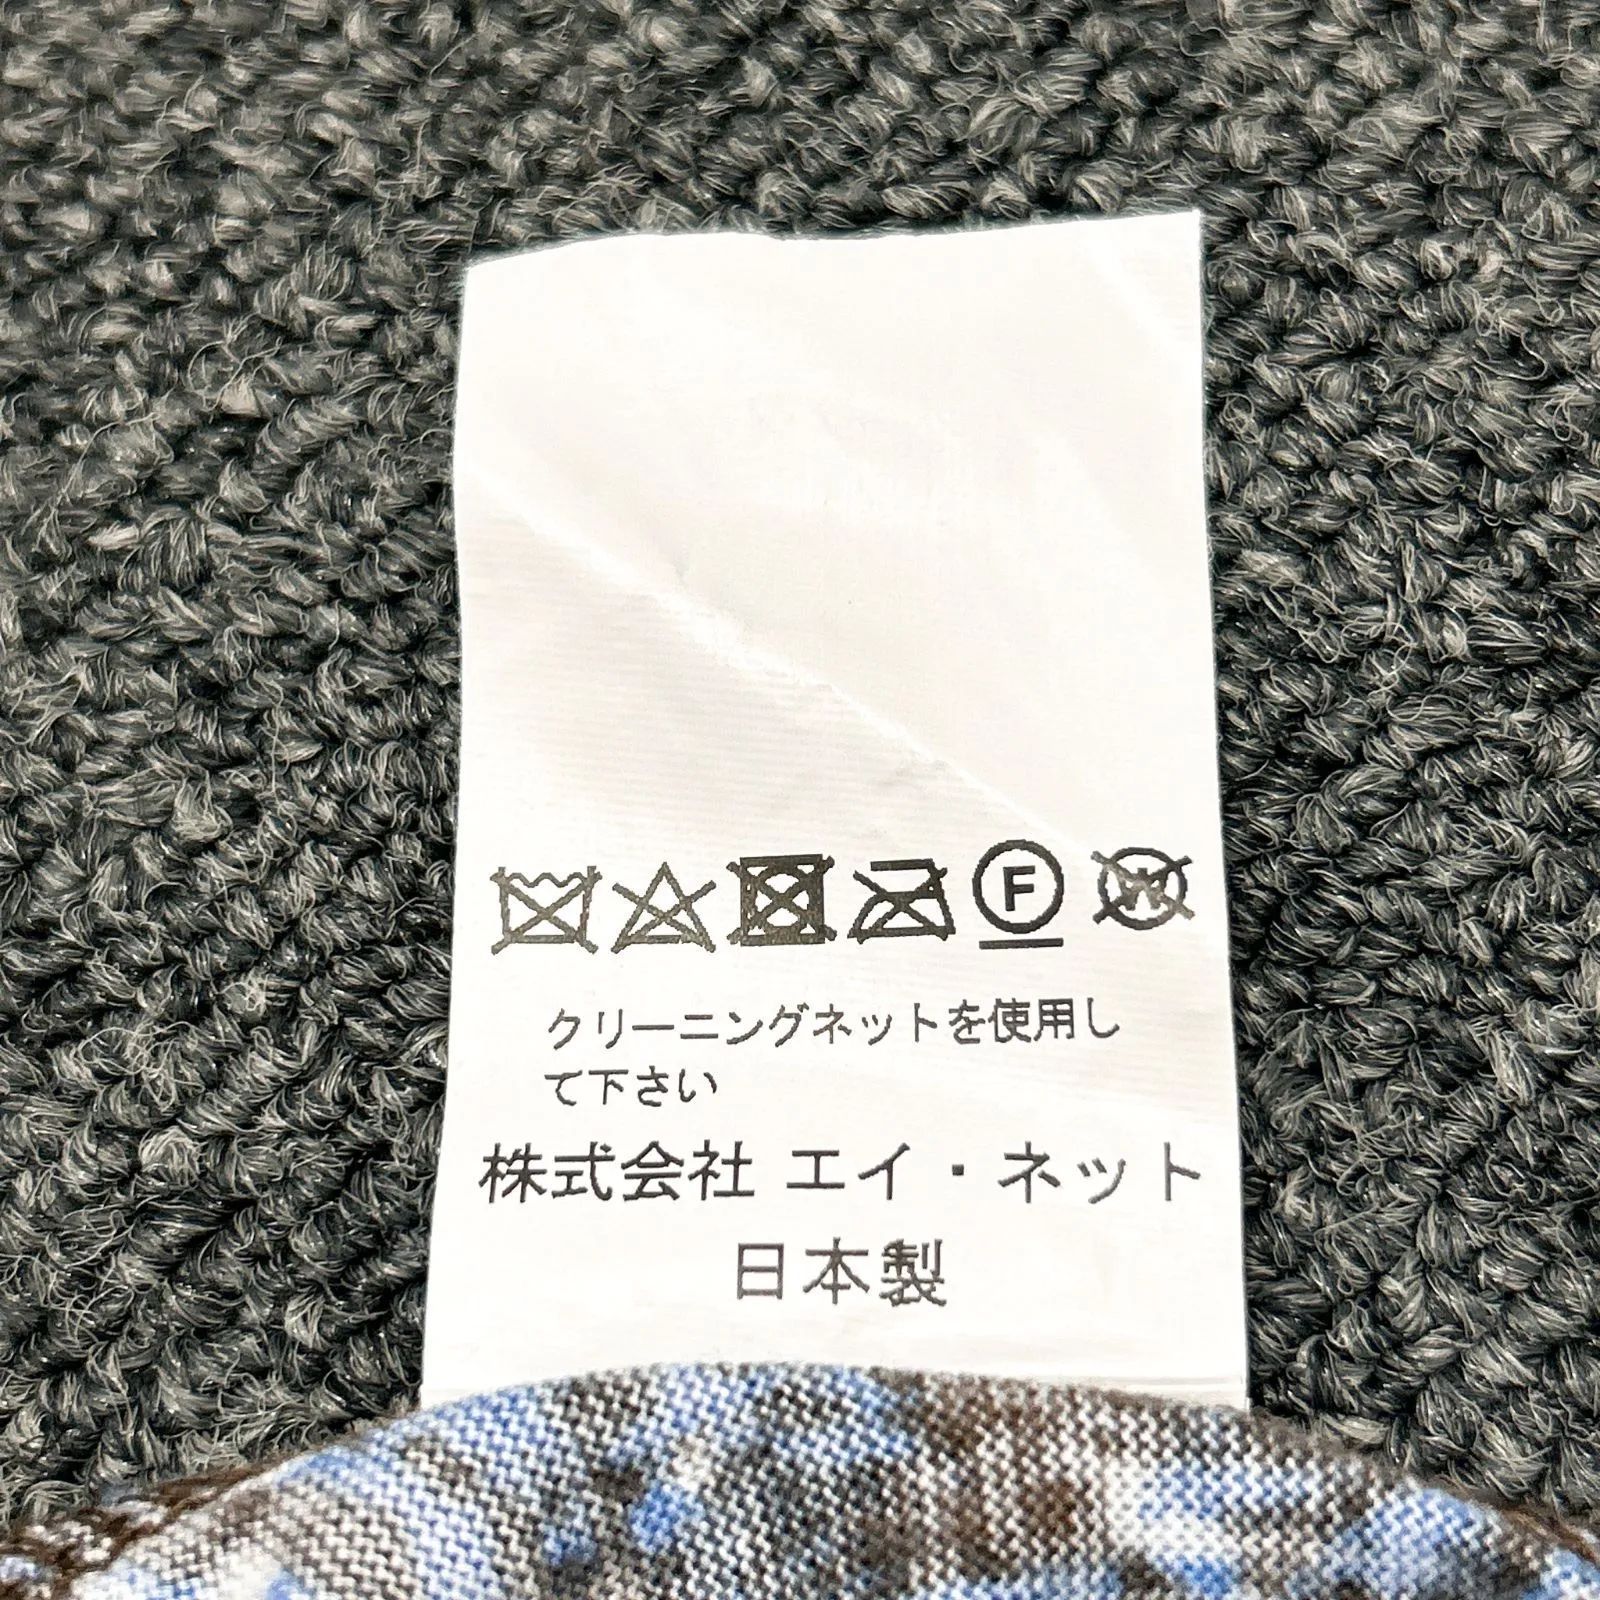 F W
クリーニングネットを使用し
て下さい
株式会社 エイ・ネット
日本製